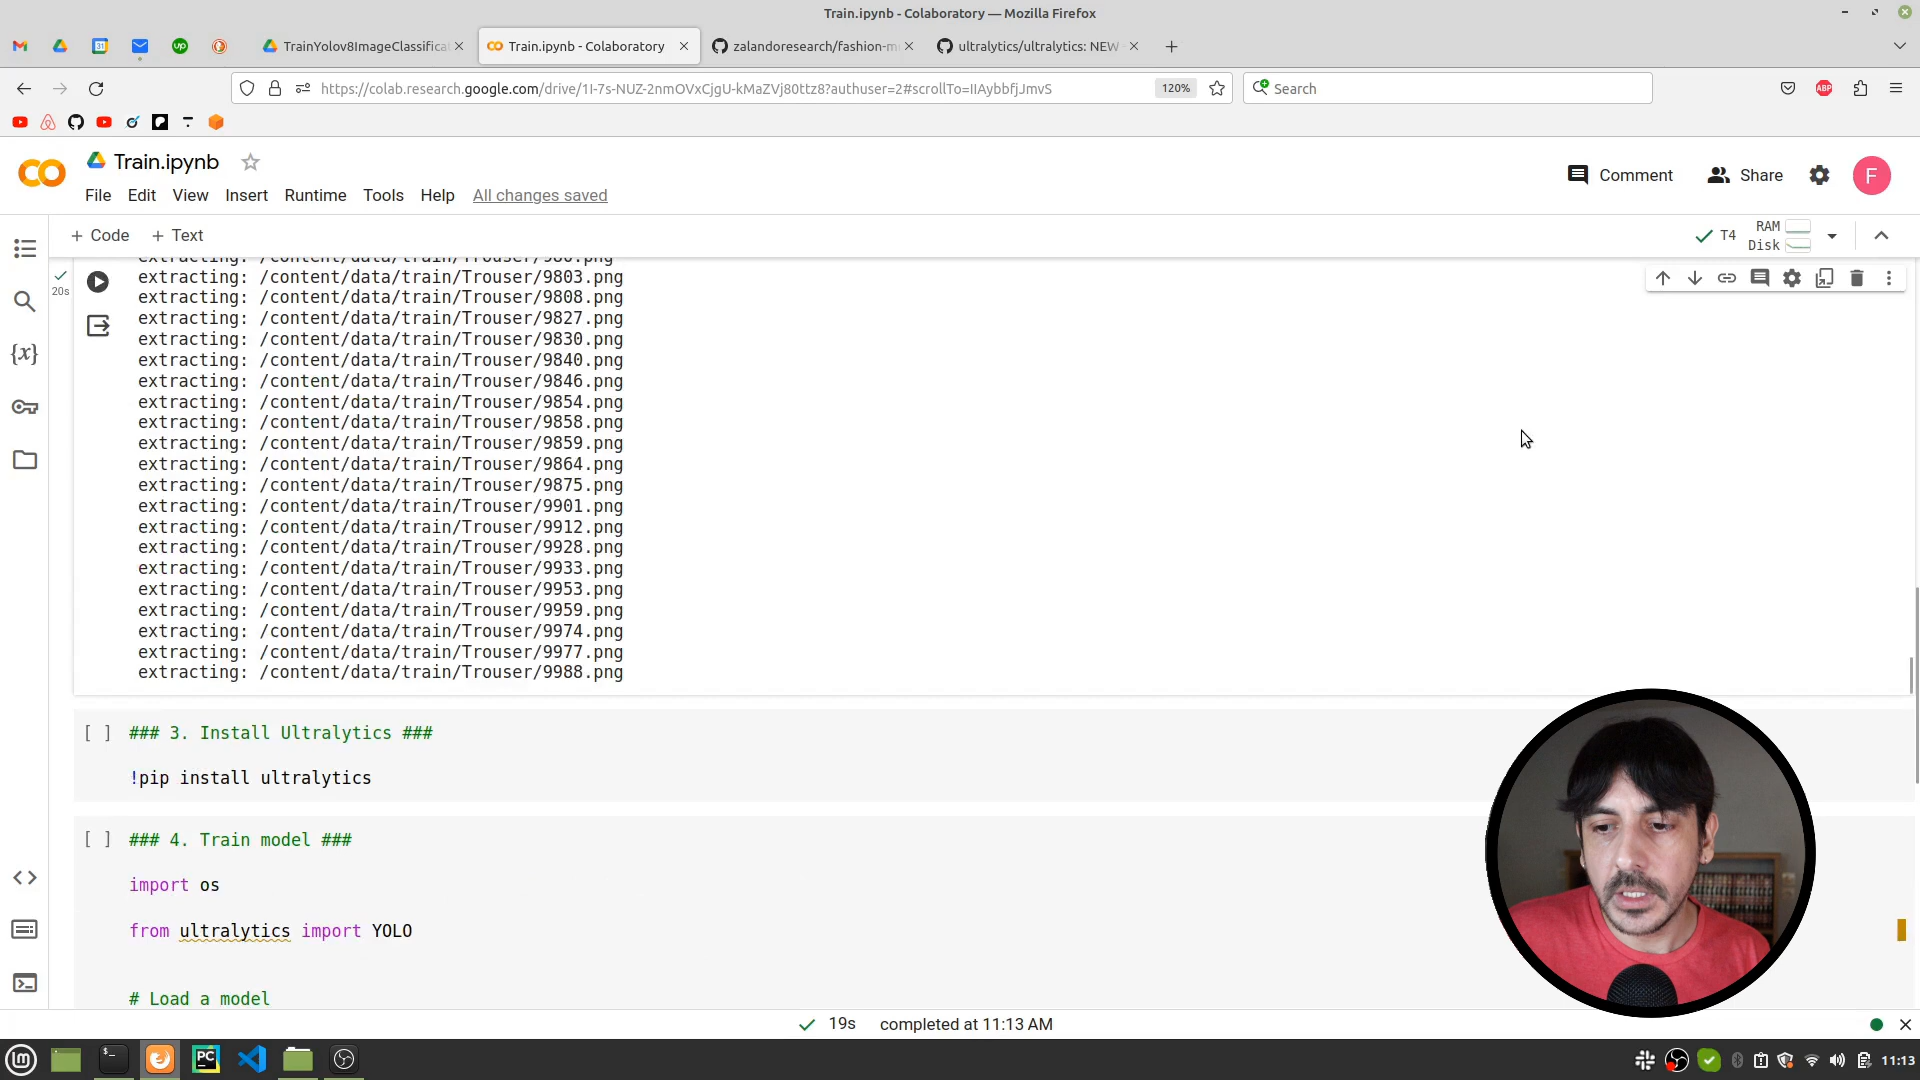 Train.ipynb - Colaboratory — Mozilla Firefox
TrainYolov8ImageClassifica
Train.ipynb - Colaboratory
zalandoresearch/fashion-m
ultralytics/ultralytics: NEW
https://colab.research.google.com/drive/1I-7s-NUZ-2nmOVxCjgU-kMaZVj80ttz8?authuser=2#scrollTo=IIAybbfjJmvS
120%
Search
ABP
Train.ipynb
Comment
Share
F
File Edit View Insert Runtime Tools Help All changes saved
+ Code + Text
T4
RAM
Disk
20s
extracting: /content/data/train/Trouser/9803.png
extracting: /content/data/train/Trouser/9808.png
extracting: /content/data/train/Trouser/9827.png
extracting: /content/data/train/Trouser/9830.png
extracting: /content/data/train/Trouser/9840.png
extracting: /content/data/train/Trouser/9846.png
extracting: /content/data/train/Trouser/9854.png
extracting: /content/data/train/Trouser/9858.png
extracting: /content/data/train/Trouser/9859.png
extracting: /content/data/train/Trouser/9864.png
extracting: /content/data/train/Trouser/9875.png
extracting: /content/data/train/Trouser/9901.png
extracting: /content/data/train/Trouser/9912.png
extracting: /content/data/train/Trouser/9928.png
extracting: /content/data/train/Trouser/9933.png
extracting: /content/data/train/Trouser/9953.png
extracting: /content/data/train/Trouser/9959.png
extracting: /content/data/train/Trouser/9974.png
extracting: /content/data/train/Trouser/9977.png
extracting: /content/data/train/Trouser/9988.png
[ ] ### 3. Install Ultralytics ###
!pip install ultralytics
[ ] ### 4. Train model ###
import os
from ultralytics import YOLO
# Load a model
19s completed at 11:13 AM
11:13